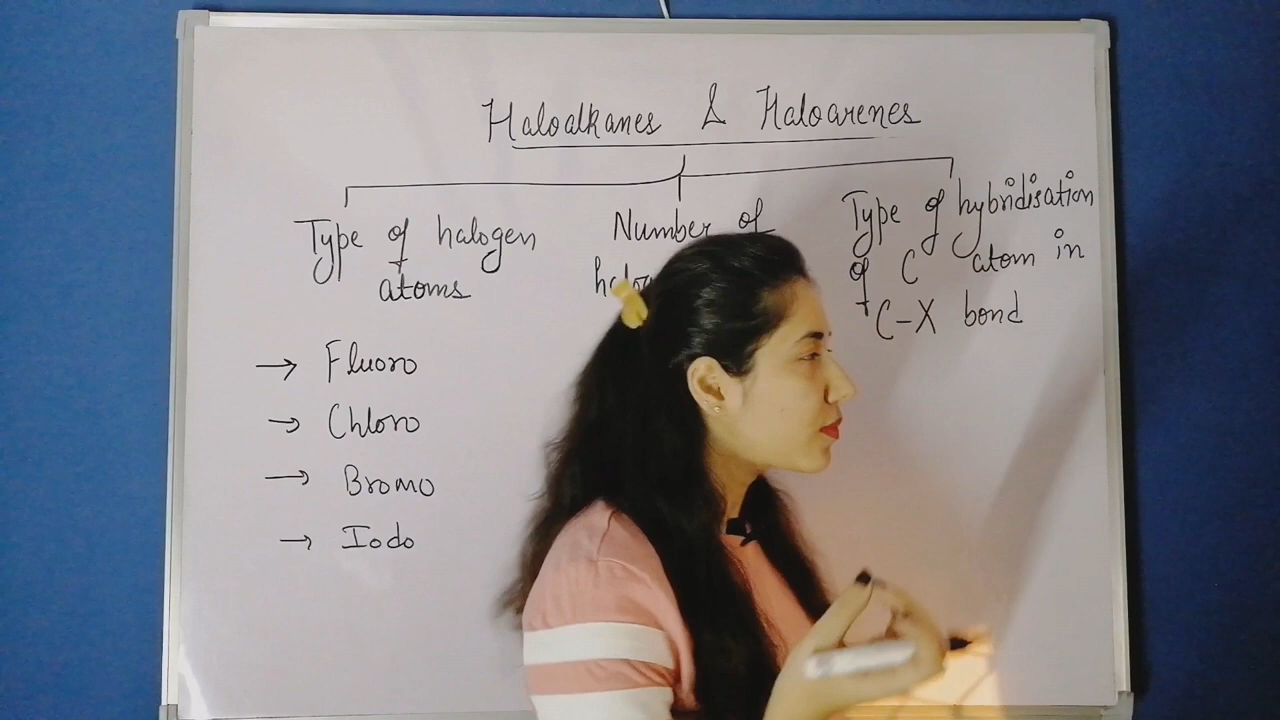 Haloalkanes & Haloarenes
Type of halogen
atoms
Number of
Type of hybridisation
of C atom in
C-X bond
→ Fluoro
→ Chloro
→ Bromo
→ Iodo